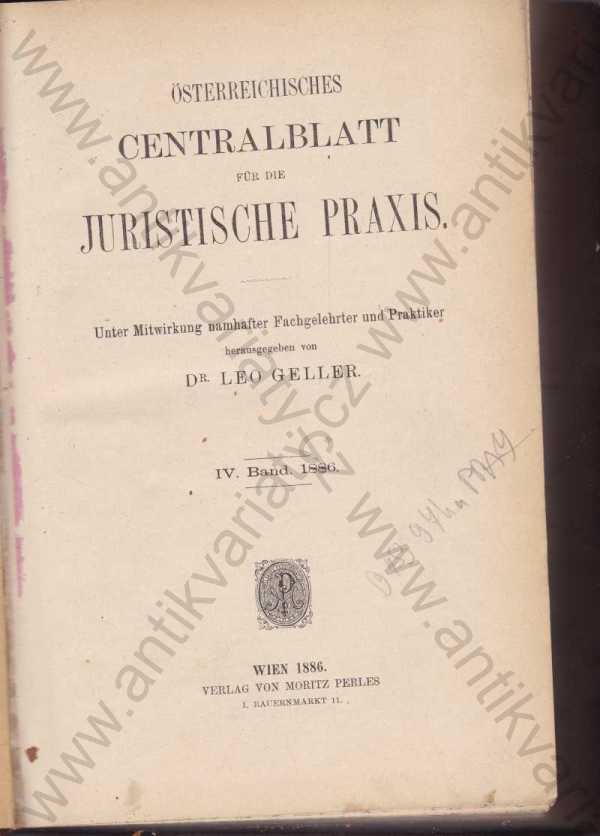 ÖSTERREICHISCHES
CENTRALBLATT
FÜR DIE
JURISTISCHE PRAXIS.
Unter Mitwirkung namhafter Fachgelehrter und Praktiker
herausgegeben von
DR. LEO GELLER.
IV. Band. 1886.
WIEN 1886.
VERLAG VON MORITZ PERLES
I. BAUERNMARKT 11.
www.antikvariaty.cz
www.antikvariaty.cz
www.antikvariaty.cz